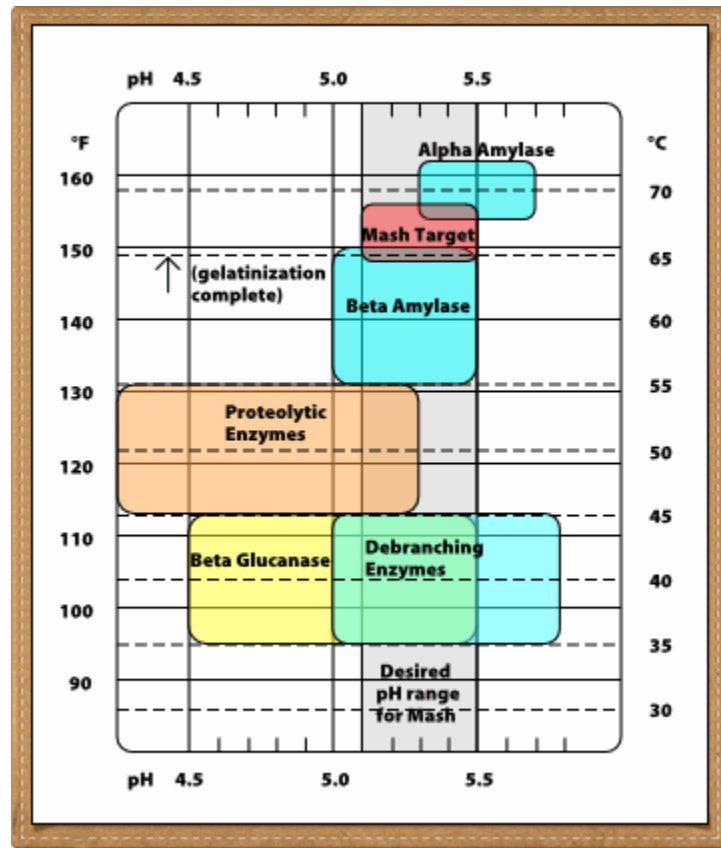 pH 4.5 5.0 5.5
°F °C
Alpha Amylase
160 70
Mash Target
150 65
(gelatinization
complete)
Beta Amylase
140 60
130 55
Proteolytic
Enzymes
120 50
110 45
Debranching
Enzymes
Beta Glucanase
40
100
35
Desired
pH range
for Mash
90
30
pH 4.5 5.0 5.5